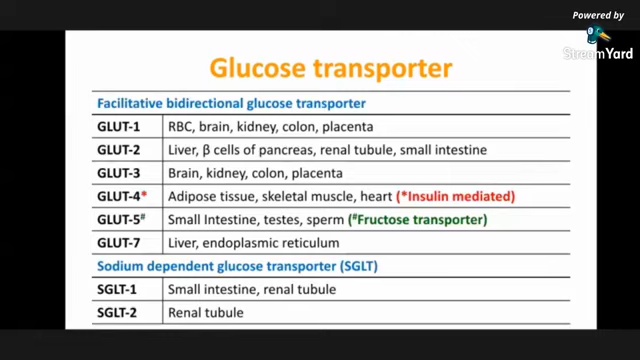 Powered by
StreamYard
Glucose transporter
Facilitative bidirectional glucose transporter
GLUT-1 RBC, brain, kidney, colon, placenta
GLUT-2 Liver, β cells of pancreas, renal tubule, small intestine
GLUT-3 Brain, kidney, colon, placenta
GLUT-4* Adipose tissue, skeletal muscle, heart (*Insulin mediated)
GLUT-5# Small Intestine, testes, sperm (#Fructose transporter)
GLUT-7 Liver, endoplasmic reticulum
Sodium dependent glucose transporter (SGLT)
SGLT-1 Small intestine, renal tubule
SGLT-2 Renal tubule